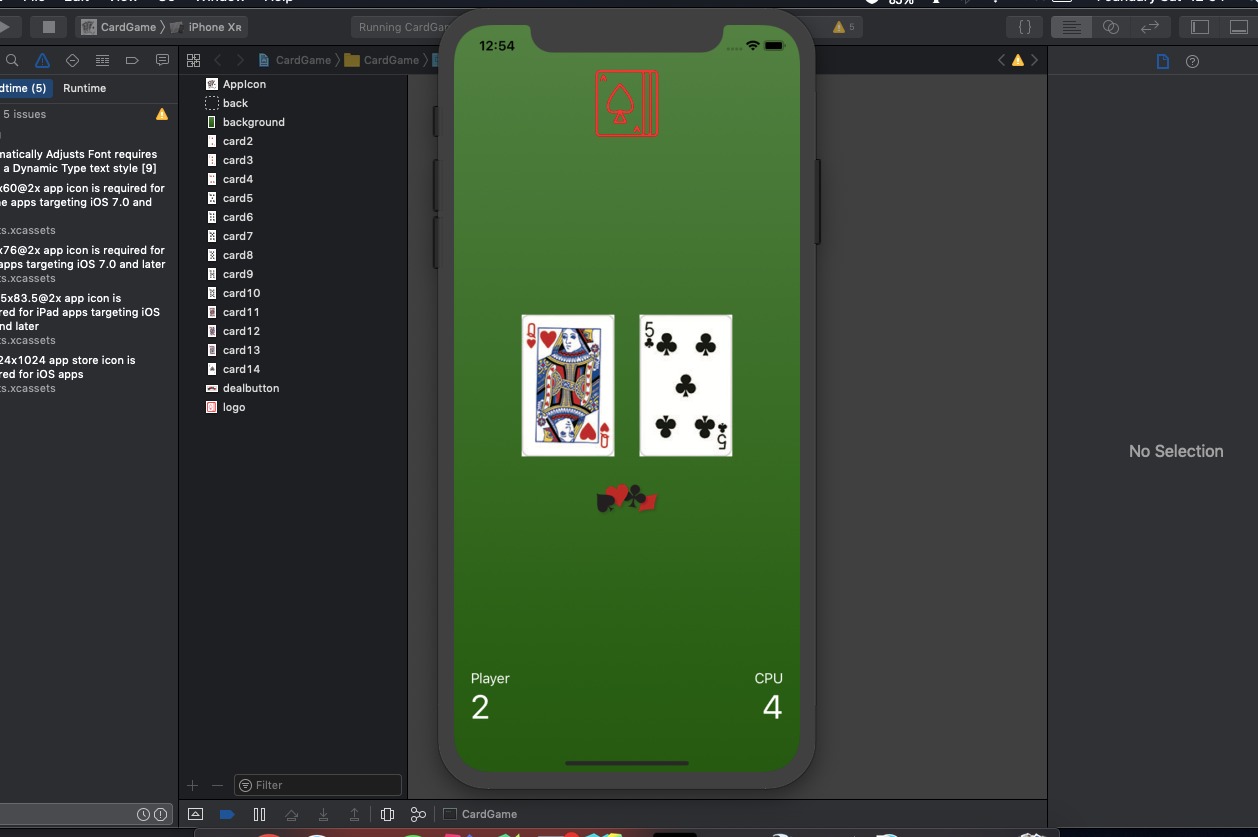 CardGame
iPhone XR
Running CardGa
5
{ }
CardGame
CardGame
dtime (5)
Runtime
5 issues
matically Adjusts Font requires
a Dynamic Type text style [9]
x60@2x app icon is required for
ne apps targeting iOS 7.0 and
ts.xcassets
x76@2x app icon is required for
apps targeting iOS 7.0 and later
ts.xcassets
5x83.5@2x app icon is
red for iPad apps targeting iOS
nd later
ts.xcassets
24x1024 app store icon is
red for iOS apps
ts.xcassets
AppIcon
back
background
card2
card3
card4
card5
card6
card7
card8
card9
card10
card11
card12
card13
card14
dealbutton
logo
Filter
12:54
Q
5
Q
5
Player
CPU
2
4
No Selection
CardGame